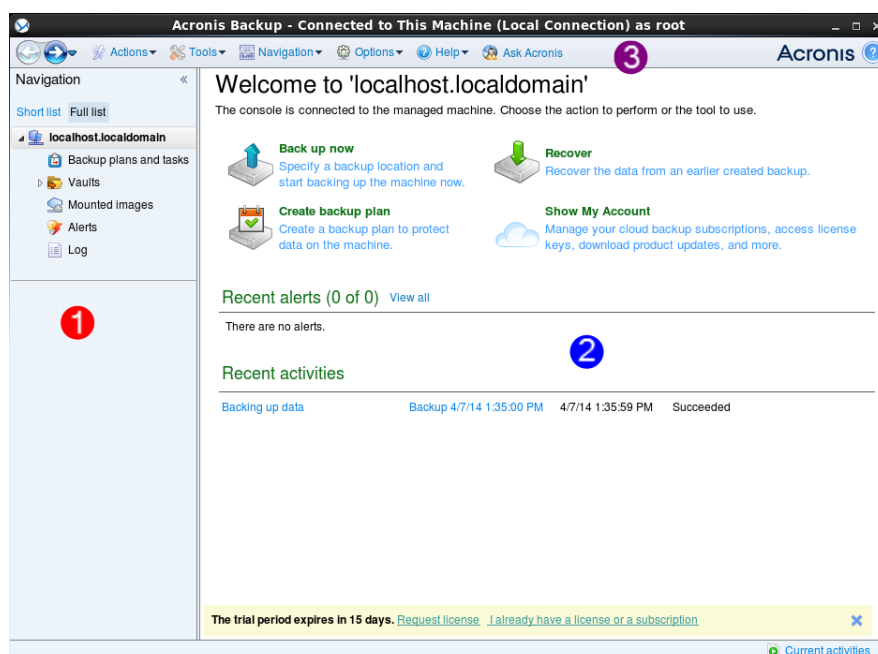 Acronis Backup - Connected to This Machine (Local Connection) as root
Actions Tools Navigation Options Help Ask Acronis
3
Acronis ?
Navigation «
Short list Full list
localhost.localdomain
Backup plans and tasks
Vaults
Mounted images
Alerts
Log
1
Welcome to 'localhost.localdomain'
The console is connected to the managed machine. Choose the action to perform or the tool to use.
Back up now
Specify a backup location and
start backing up the machine now.
Recover
Recover the data from an earlier created backup.
Create backup plan
Create a backup plan to protect
data on the machine.
Show My Account
Manage your cloud backup subscriptions, access license
keys, download product updates, and more.
Recent alerts (0 of 0) View all
There are no alerts.
2
Recent activities
Backing up data Backup 4/7/14 1:35:00 PM 4/7/14 1:35:59 PM Succeeded
The trial period expires in 15 days. Request license I already have a license or a subscription
Current activities